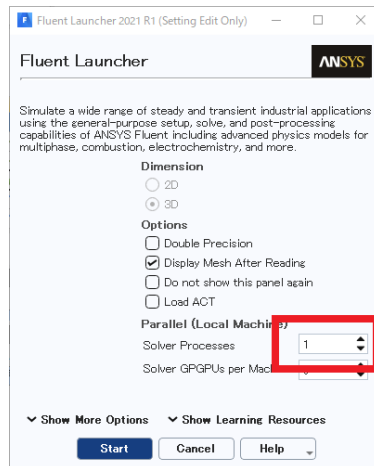 Fluent Launcher 2021 R1 (Setting Edit Only)
Fluent Launcher
ANSYS
Simulate a wide range of steady and transient industrial applications
using the general-purpose setup, solve, and post-processing
capabilities of ANSYS Fluent including advanced physics models for
multiphase, combustion, electrochemistry, and more.
Dimension
2D
3D
Options
Double Precision
Display Mesh After Reading
Do not show this panel again
Load ACT
Parallel (Local Machine)
Solver Processes 1
Solver GPGPUs per
Show More Options Show Learning Resources
Start Cancel Help